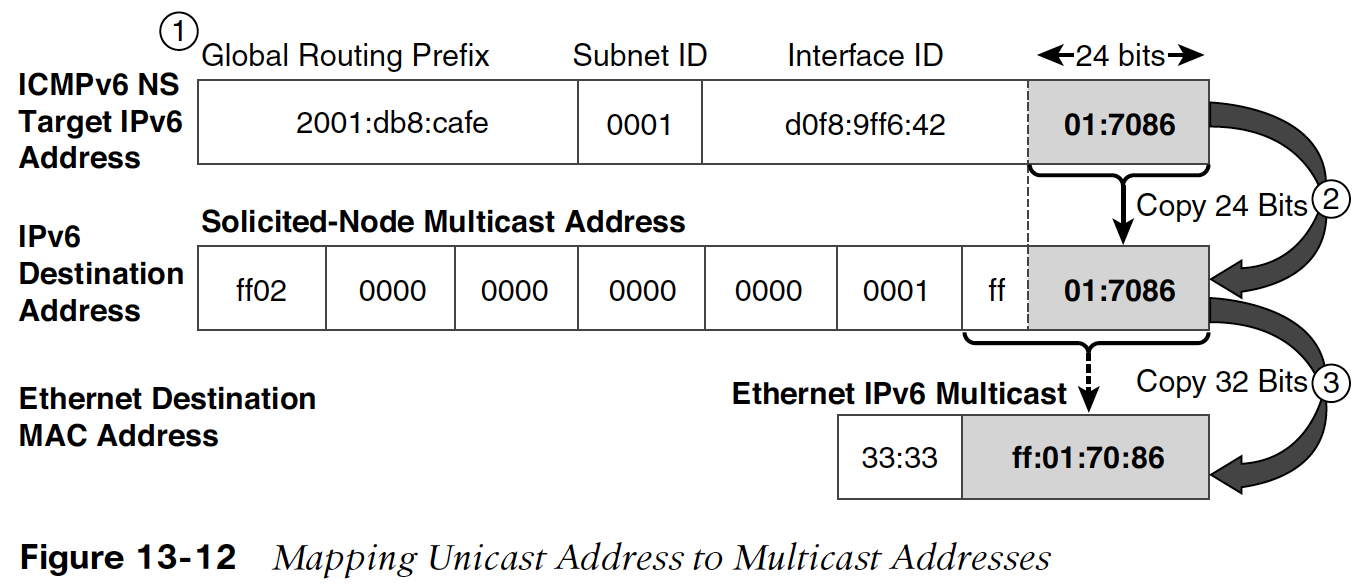 1
Global Routing Prefix Subnet ID Interface ID 24 bits
ICMPv6 NS
Target IPv6
Address
2001:db8:cafe 0001 d0f8:9ff6:42 01:7086
Copy 24 Bits 2
Solicited-Node Multicast Address
IPv6
Destination
Address
ff02 0000 0000 0000 0000 0001 ff 01:7086
Copy 32 Bits 3
Ethernet IPv6 Multicast
Ethernet Destination
MAC Address
33:33 ff:01:70:86
Figure 13-12 Mapping Unicast Address to Multicast Addresses